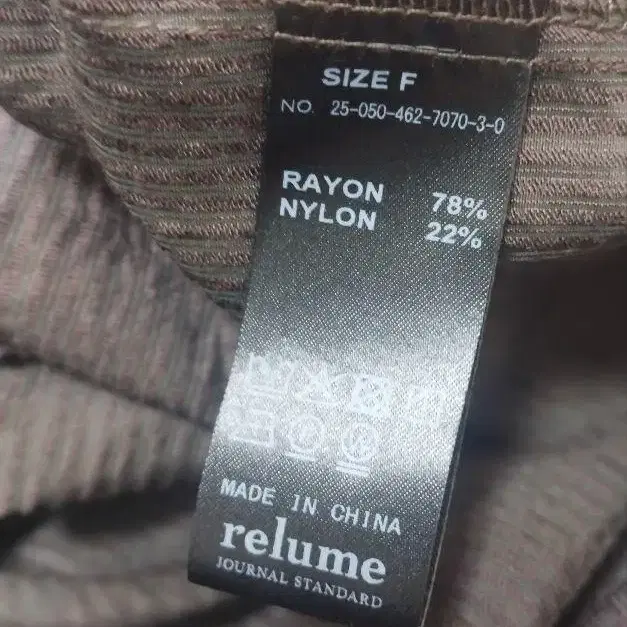 SIZE F
NO. 25-050-462-7070-3-0
RAYON 78%
NYLON 22%
MADE IN CHINA
relume
JOURNAL STANDARD